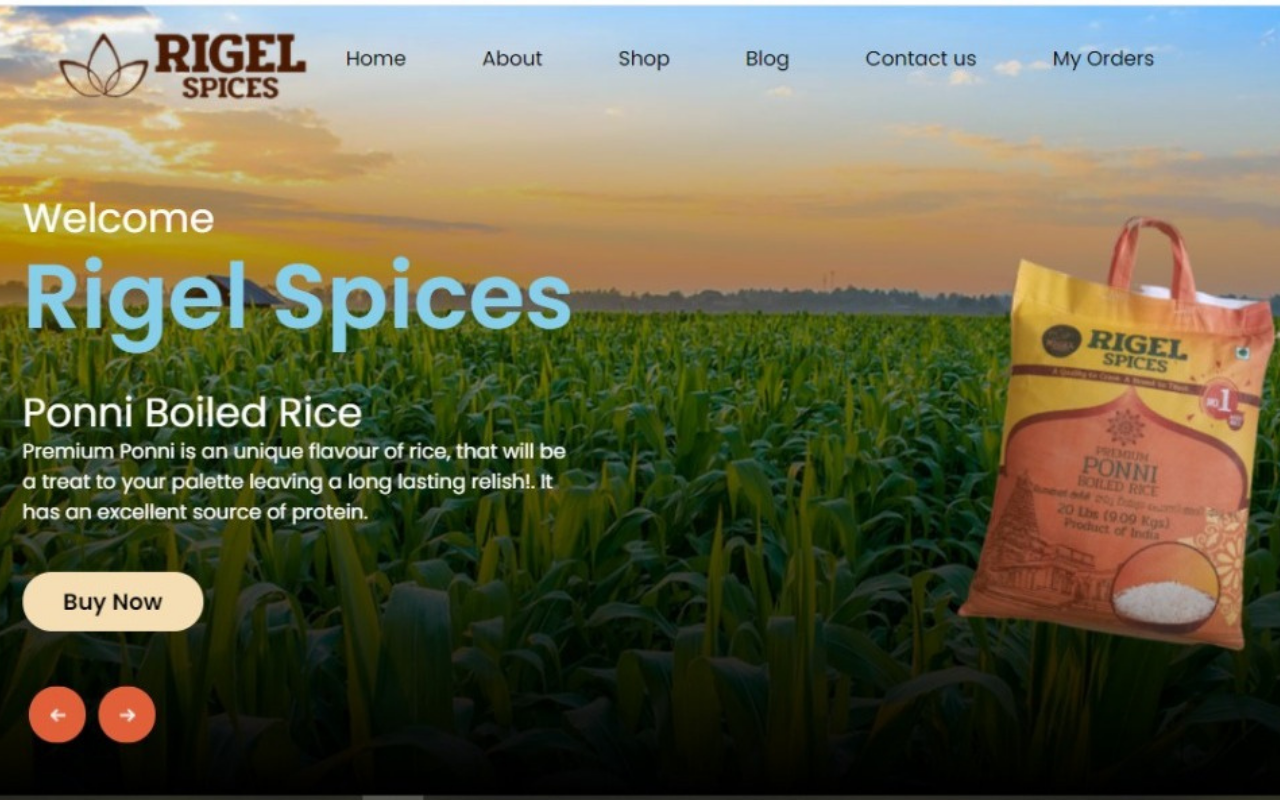 RIGEL
SPICES
Home
About
Shop
Blog
Contact us
My Orders
Welcome
Rigel Spices
Ponni Boiled Rice
Premium Ponni is an unique flavour of rice, that will be
a treat to your palette leaving a long lasting relish!. It
has an excellent source of protein.
Buy Now
RIGEL
SPICES
NO 1
PREMIUM
PONNI
BOILED RICE
20 Lbs (9.09 Kgs)
Product of India